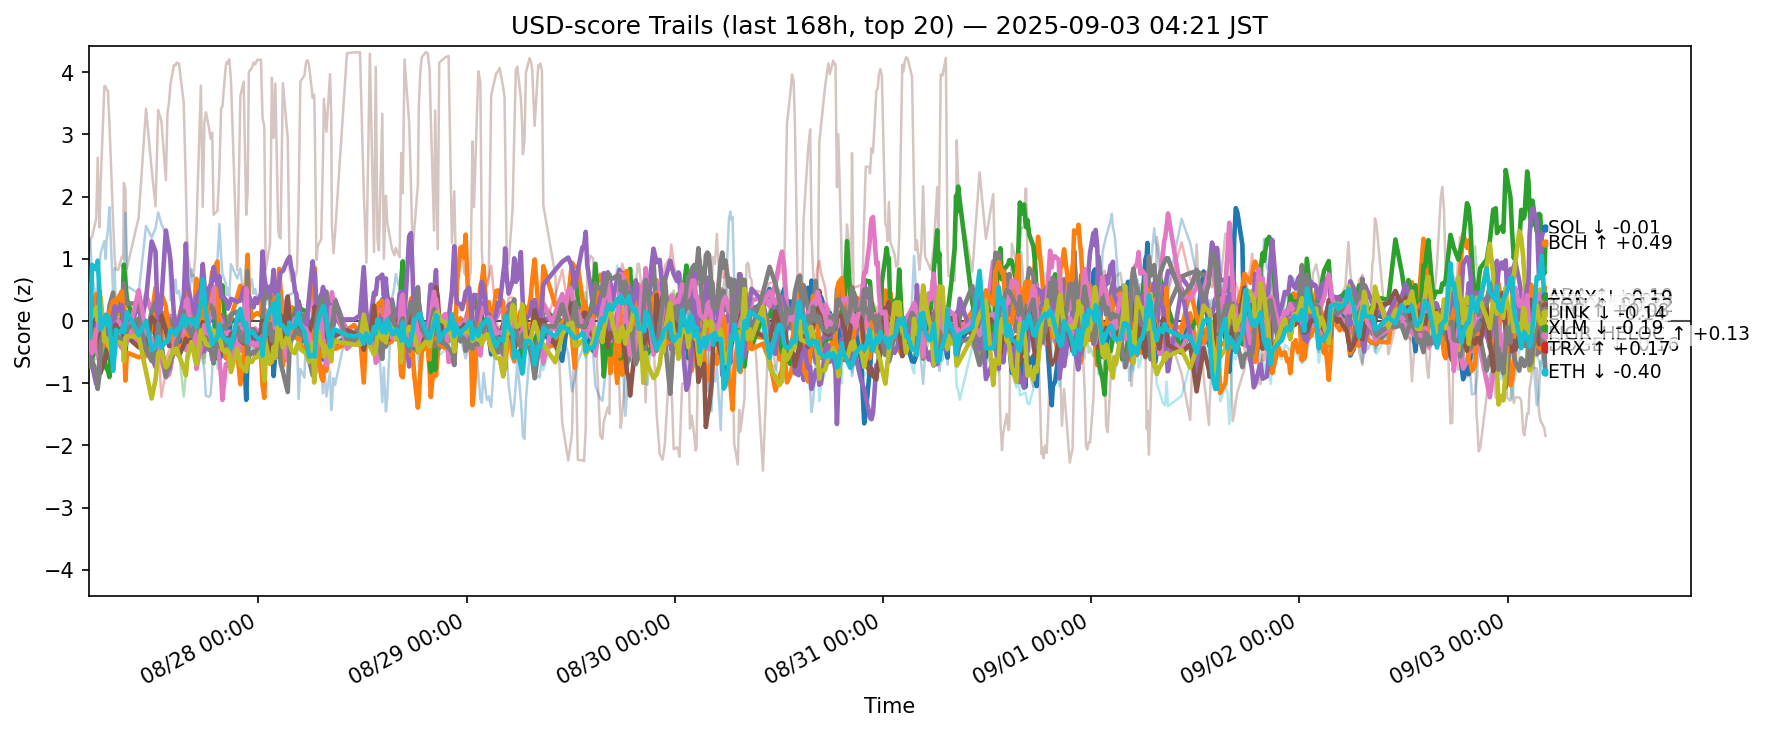 USD-score Trails (last 168h, top 20) — 2025-09-03 04:21 JST
Score (z)
4
3
2
1
0
−1
−2
−3
−4
SOL ↓ -0.01
BCH ↑ +0.49
LINK ↓ -0.14
XLM ↓ -0.19
↑ +0.13
TRX ↑ +0.17
ETH ↓ -0.40
08/28 00:00
08/29 00:00
08/30 00:00
08/31 00:00
09/01 00:00
09/02 00:00
09/03 00:00
Time